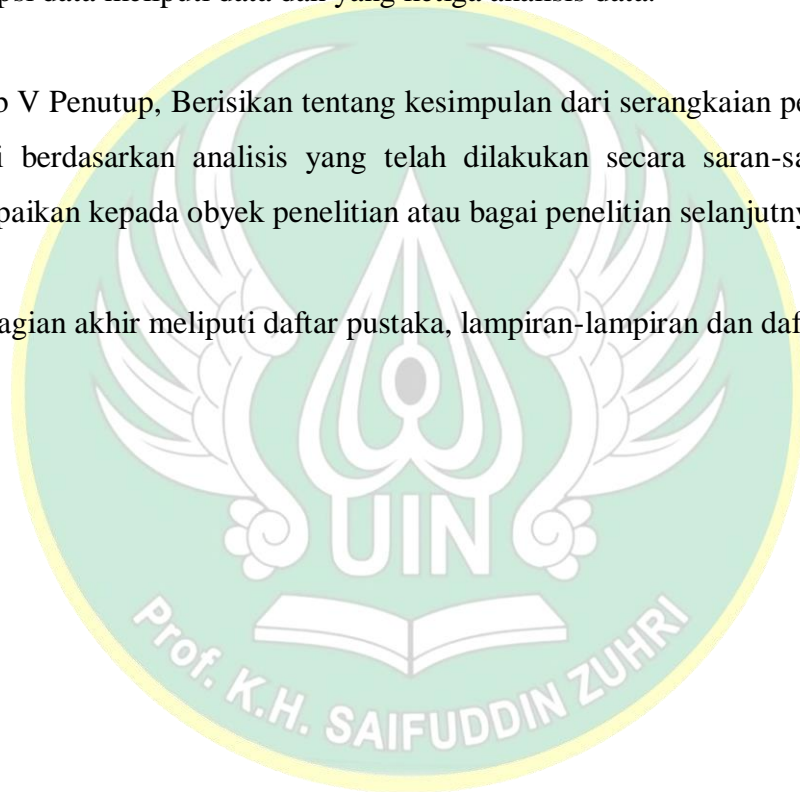 psi data meliputi data dan yang ketiga analisis data.
b V Penutup, Berisikan tentang kesimpulan dari serangkaian pe
i berdasarkan analisis yang telah dilakukan secara saran-sa
paikan kepada obyek penelitian atau bagai penelitian selanjutny
agian akhir meliputi daftar pustaka, lampiran-lampiran dan daf
UIN
Prof. K.H. SAIFUDDIN ZUHRI